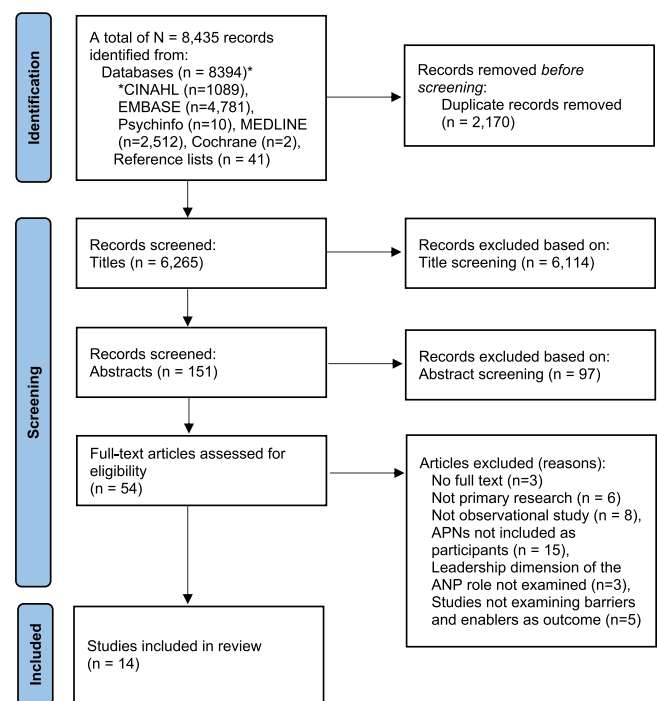 Identification
A total of N = 8,435 records
identified from:
Databases (n = 8394)*
*CINAHL (n=1089),
EMBASE (n=4,781),
Psychinfo (n=10), MEDLINE
(n=2,512), Cochrane (n=2),
Reference lists (n = 41)
Records removed before
screening:
Duplicate records removed
(n = 2,170)
Screening
Records screened:
Titles (n = 6,265)
Records excluded based on:
Title screening (n = 6,114)
Records screened:
Abstracts (n = 151)
Records excluded based on:
Abstract screening (n = 97)
Full-text articles assessed for
eligibility
(n = 54)
Articles excluded (reasons):
No full text (n=3)
Not primary research (n = 6)
Not observational study (n = 8),
APNs not included as
participants (n = 15),
Leadership dimension of the
ANP role not examined (n=3),
Studies not examining barriers
and enablers as outcome (n=5)
Included
Studies included in review
(n = 14)